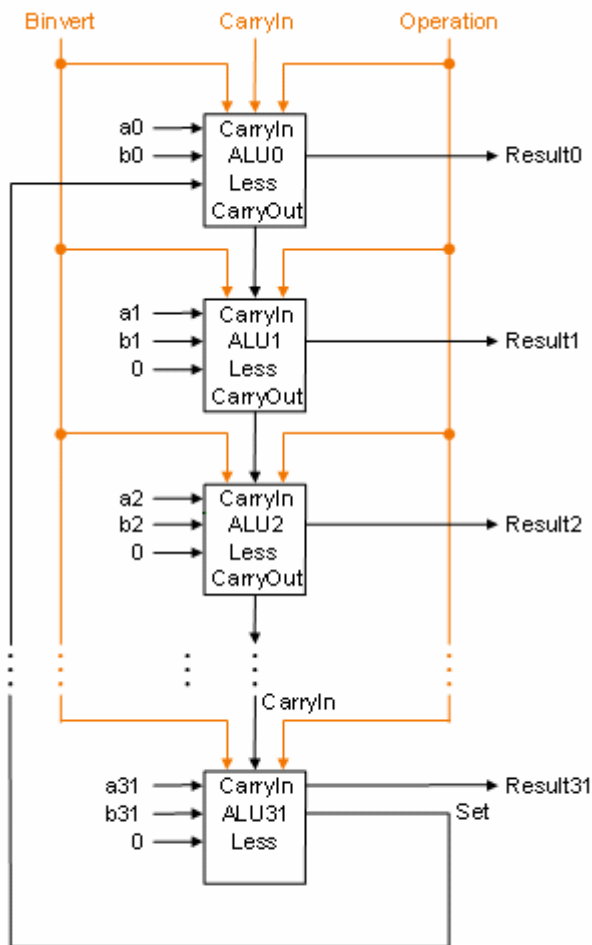 Binvert CarryIn Operation
a0 CarryIn
b0 ALU0 Result0
Less
CarryOut
a1 CarryIn
b1 ALU1 Result1
0 Less
CarryOut
a2 CarryIn
b2 ALU2 Result2
0 Less
CarryOut
CarryIn
a31 CarryIn Result31
b31 ALU31 Set
0 Less